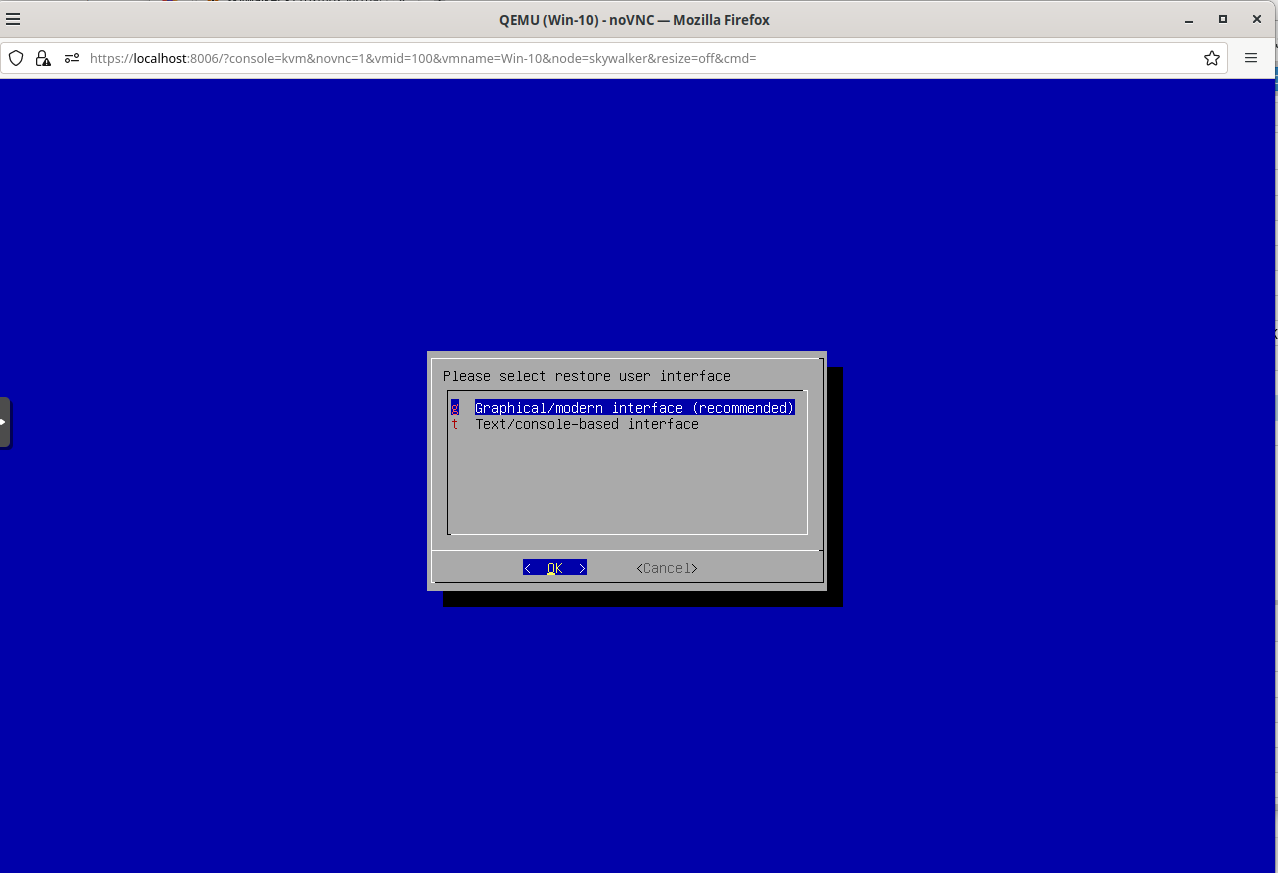 QEMU (Win-10) - noVNC — Mozilla Firefox
https://localhost:8006/?console=kvm&novnc=1&vmid=100&vmname=Win-10&node=skywalker&resize=off&cmd=
Please select restore user interface
g Graphical/modern interface (recommended)
t Text/console-based interface
< OK > <Cancel>